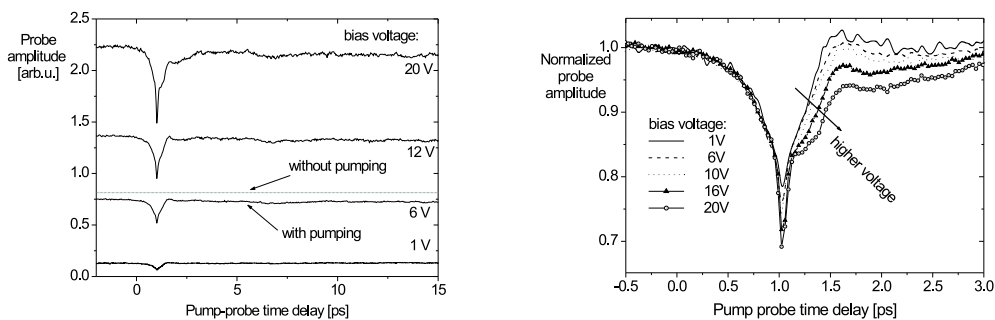 Probe
amplitude
[arb.u.]
2.5
2.0
1.5
1.0
0.5
0.0
bias voltage:
20 V
12 V
without pumping
6 V
with pumping
1 V
0
5
10
15
Pump-probe time delay [ps]
Normalized
probe
amplitude
1.0
0.9
0.8
0.7
bias voltage:
1V
6V
10V
16V
20V
higher voltage
-0.5
0.0
0.5
1.0
1.5
2.0
2.5
3.0
Pump probe time delay [ps]